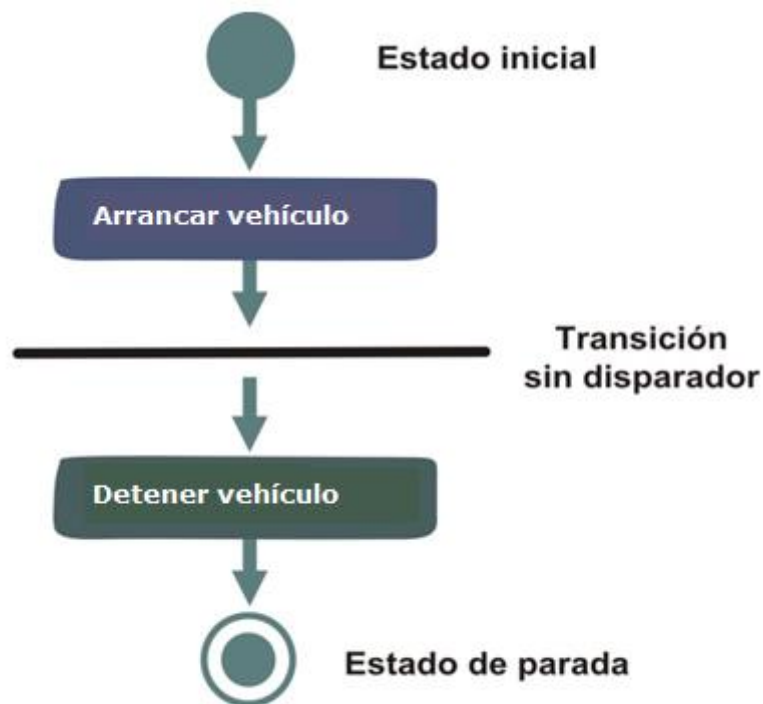 Estado inicial
Arrancar vehículo
Transición
sin disparador
Detener vehículo
Estado de parada